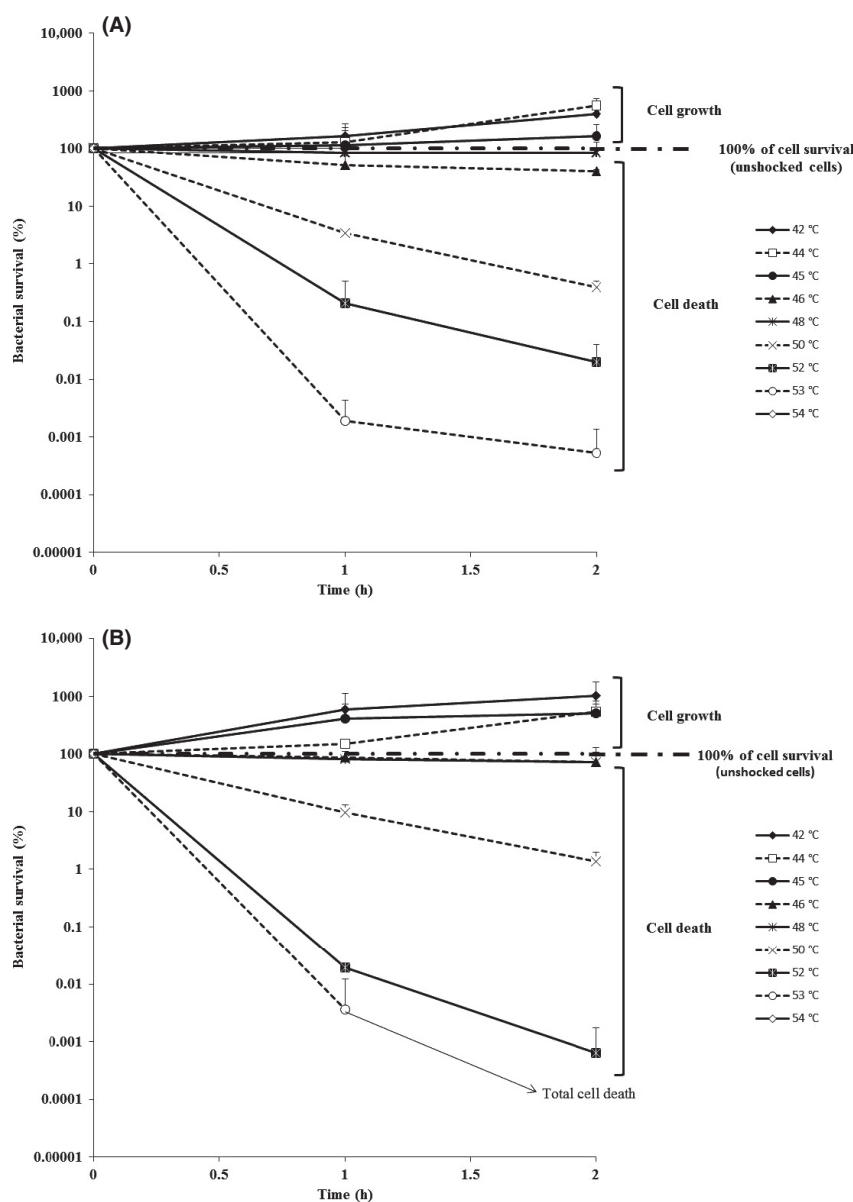 (A)
10,000
1000
100
10
1
0.1
0.01
0.001
0.0001
0.00001
Bacterial survival (%)
0
0.5
1
1.5
2
Time (h)
Cell growth
100% of cell survival
(unshocked cells)
Cell death
42 °C
44 °C
45 °C
46 °C
48 °C
50 °C
52 °C
53 °C
54 °C
(B)
10,000
1000
100
10
1
0.1
0.01
0.001
0.0001
0.00001
Bacterial survival (%)
0
0.5
1
1.5
2
Time (h)
Cell growth
100% of cell survival
(unshocked cells)
Cell death
Total cell death
42 °C
44 °C
45 °C
46 °C
48 °C
50 °C
52 °C
53 °C
54 °C